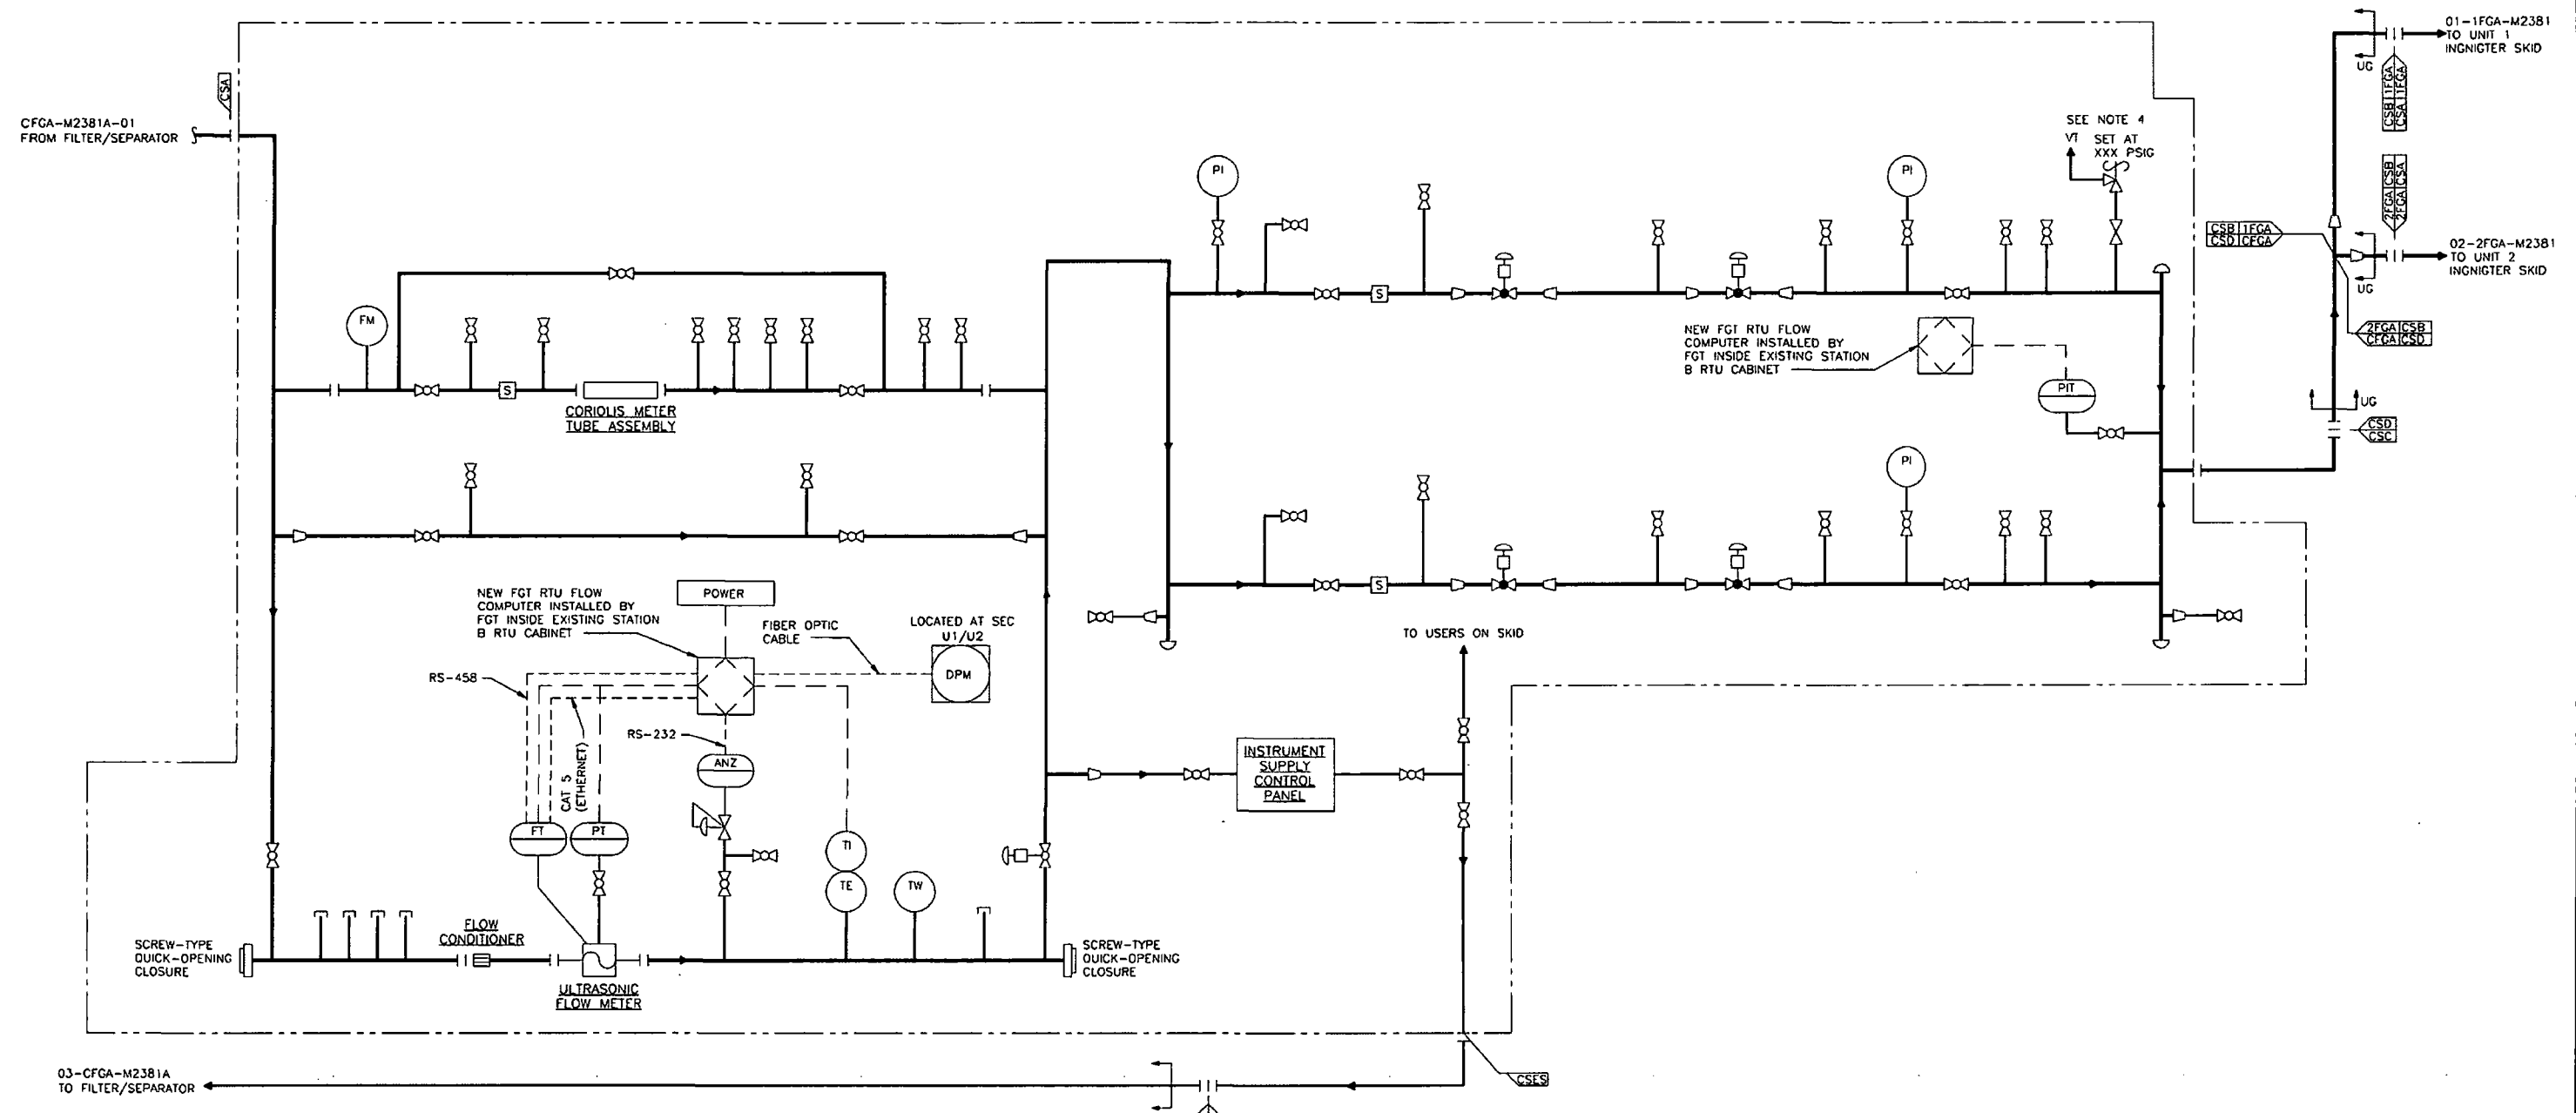 01-1FGA-M2381
TO UNIT 1
INGNIGTER SKID
UG
CSB 1FGA
CSA 1FGA
CSA
CFGA-M2381A-01
FROM FILTER/SEPARATOR
SEE NOTE 4
VT SET AT
XXX PSIG
PI
PI
2FGA CSB
2FGA CSA
CSB 1FGA
CSD CFGA
02-2FGA-M2381
TO UNIT 2
INGNIGTER SKID
UG
S
FM
S
CORIOLIS METER
TUBE ASSEMBLY
NEW FGT RTU FLOW
COMPUTER INSTALLED BY
FGT INSIDE EXISTING STATION
B RTU CABINET
PIT
2FGA CSB
CFGA CSD
UG
CSD
CSC
PI
S
POWER
NEW FGT RTU FLOW
COMPUTER INSTALLED BY
FGT INSIDE EXISTING STATION
B RTU CABINET
FIBER OPTIC
CABLE
LOCATED AT SEC
U1/U2
DPM
TO USERS ON SKID
RS-458
RS-232
CAT 5
(ETHERNET)
ANZ
INSTRUMENT
SUPPLY
CONTROL
PANEL
FT
PT
TI
TE
TW
FLOW
CONDITIONER
SCREW-TYPE
QUICK-OPENING
CLOSURE
SCREW-TYPE
QUICK-OPENING
CLOSURE
ULTRASONIC
FLOW METER
03-CFGA-M2381A
TO FILTER/SEPARATOR
CSES